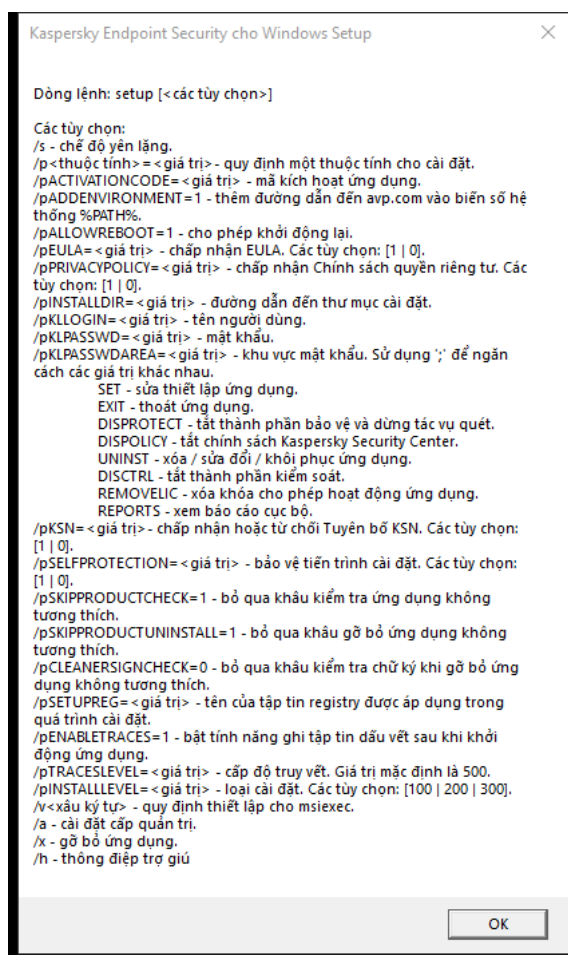 Kaspersky Endpoint Security cho Windows Setup
Dòng lệnh: setup [<các tùy chọn>]
Các tùy chọn:
/s - chế độ yên lặng.
/p<thuộc tính>=<giá trị>- quy định một thuộc tính cho cài đặt.
/pACTIVATIONCODE=<giá trị> - mã kích hoạt ứng dụng.
/pADDENVIRONMENT=1 - thêm đường dẫn đến avp.com vào biến số hệ
thống %PATH%.
/pALLOWREBOOT=1 - cho phép khởi động lại.
/pEULA=<giá trị> - chấp nhận EULA. Các tùy chọn: [1 | 0].
/pPRIVACYPOLICY=<giá trị> - chấp nhận Chính sách quyền riêng tư. Các
tùy chọn: [1 | 0].
/pINSTALLDIR=<giá trị> - đường dẫn đến thư mục cài đặt.
/pKLLOGIN=<giá trị> - tên người dùng.
/pKLPASSWD=<giá trị> - mật khẩu.
/pKLPASSWDAREA=<giá trị> - khu vực mật khẩu. Sử dụng ';' để ngăn
cách các giá trị khác nhau.
SET - sửa thiết lập ứng dụng.
EXIT - thoát ứng dụng.
DISPROTECT - tắt thành phần bảo vệ và dừng tác vụ quét.
DISPOLICY - tắt chính sách Kaspersky Security Center.
UNINST - xóa / sửa đổi / khôi phục ứng dụng.
DISCTRL - tắt thành phần kiểm soát.
REMOVELIC - xóa khóa cho phép hoạt động ứng dụng.
REPORTS - xem báo cáo cục bộ.
/pKSN=<giá trị>- chấp nhận hoặc từ chối Tuyên bố KSN. Các tùy chọn:
[1 | 0].
/pSELFPROTECTION=<giá trị> - bảo vệ tiến trình cài đặt. Các tùy chọn:
[1 | 0].
/pSKIPPRODUCTCHECK=1 - bỏ qua khâu kiểm tra ứng dụng không
tương thích.
/pSKIPPRODUCTUNINSTALL=1 - bỏ qua khâu gỡ bỏ ứng dụng không
tương thích.
/pCLEANERSIGNCHECK=0 - bỏ qua khâu kiểm tra chữ ký khi gỡ bỏ ứng
dụng không tương thích.
/pSETUPREG=<giá trị> - tên của tập tin registry được áp dụng trong
quá trình cài đặt.
/pENABLETRACES=1 - bật tính năng ghi tập tin dấu vết sau khi khởi
động ứng dụng.
/pTRACESLEVEL=<giá trị> - cấp độ truy vết. Giá trị mặc định là 500.
/pINSTALLLEVEL=<giá trị> - loại cài đặt. Các tùy chọn: [100 | 200 | 300].
/v<xâu ký tự> - quy định thiết lập cho msiexec.
/a - cài đặt cấp quản trị.
/x - gỡ bỏ ứng dụng.
/h - thông điệp trợ giú
OK